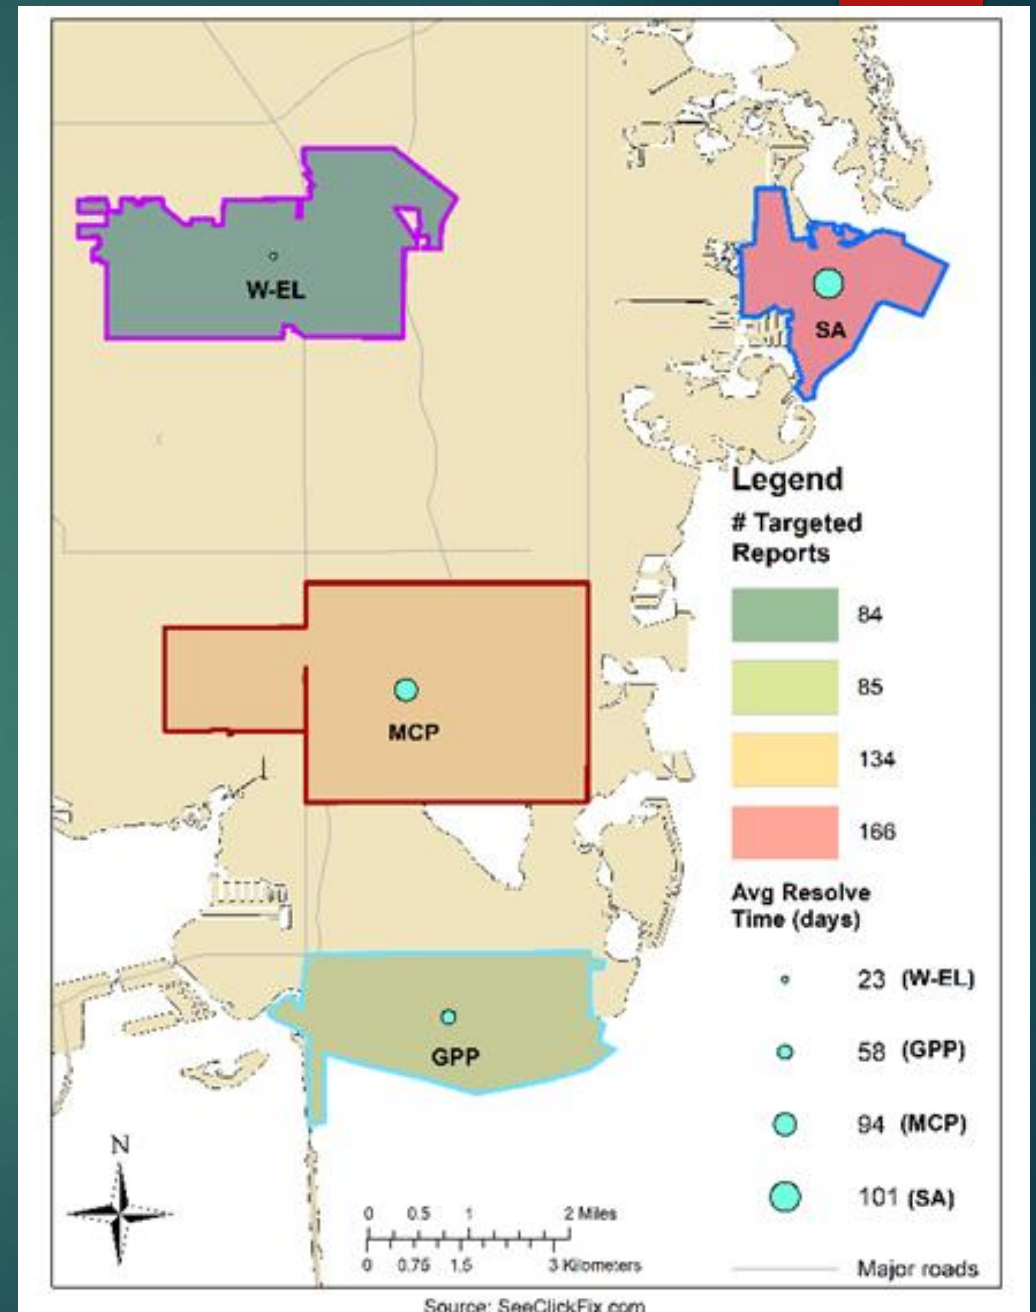 W-EL
SA
MCP
GPP
Legend
# Targeted
Reports
84
85
134
166
Avg Resolve
Time (days)
23 (W-EL)
58 (GPP)
94 (MCP)
101 (SA)
Major roads
N
0 0.5 1 2 Miles
0 0.75 1.5 3 Kilometers
Source: SeeClickFix.com